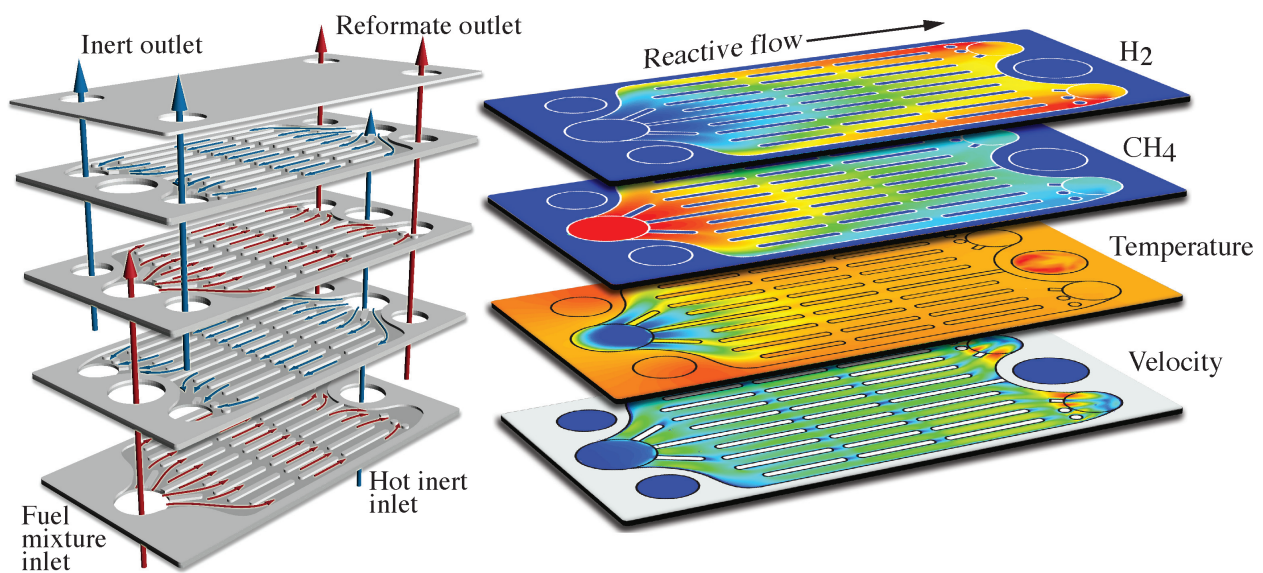 Inert outlet
Reformate outlet
Fuel
mixture
inlet
Hot inert
inlet
Reactive flow
H2
CH4
Temperature
Velocity